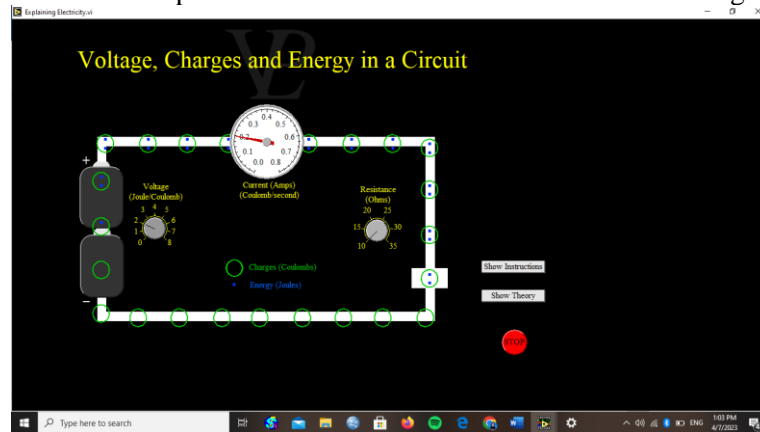 Explaining Electricity.vi
Voltage, Charges and Energy in a Circuit
0.4
0.3 0.5
0.2 0.6
0.1 0.7
0.0 0.8
+
Voltage
(Joule/Coulomb)
3 4 5
2 6
1 7
0 8
Current (Amps)
(Coulomb/second)
Resistance
(Ohms)
20 25
15 30
10 35
Charges (Coulombs)
Energy (Joules)
Show Instructions
Show Theory
−
STOP
Type here to search
ENG
1:03 PM
4/7/2023